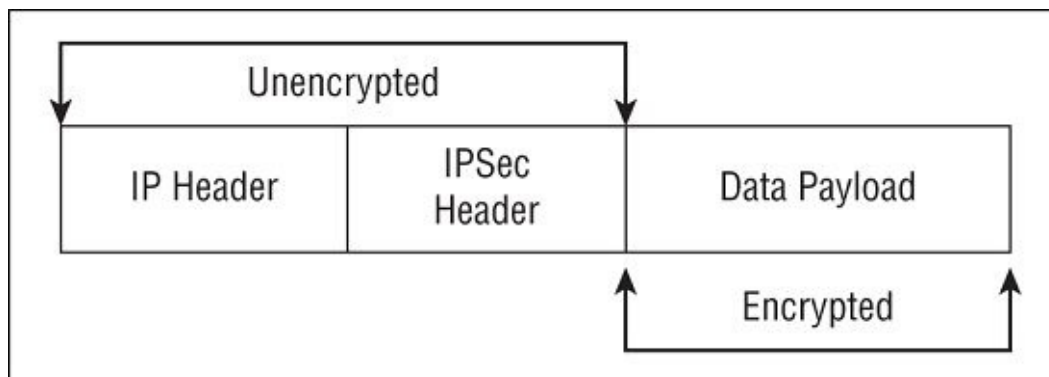 Unencrypted
IP Header
IPSec
Header
Data Payload
Encrypted